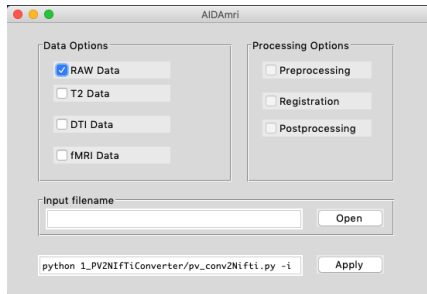 AIDAmri
Data Options
RAW Data
T2 Data
DTI Data
fMRI Data
Processing Options
Preprocessing
Registration
Postprocessing
Input filename
Open
python 1_PV2NIfTiConverter/pv_conv2Nifti.py -i
Apply